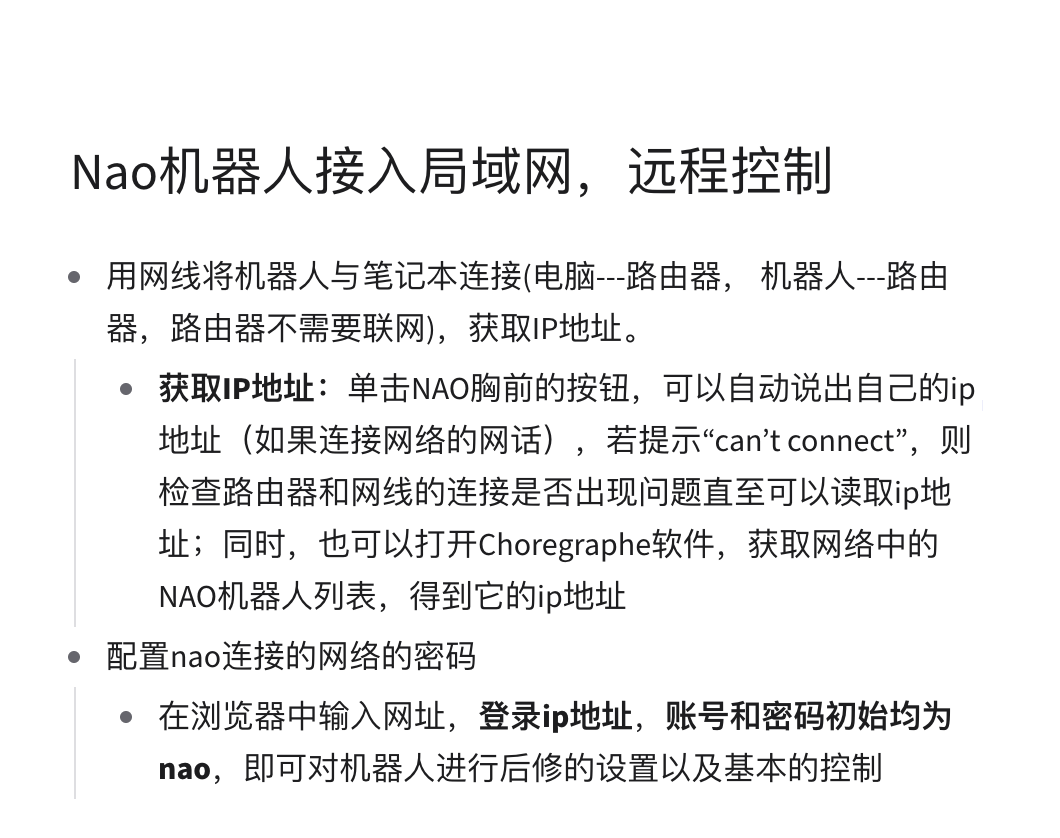 Nao机器人接入局域网，远程控制
用网线将机器人与笔记本连接(电脑---路由器， 机器人---路由
器，路由器不需要联网)，获取IP地址。
获取IP地址：单击NAO胸前的按钮，可以自动说出自己的ip
地址（如果连接网络的网话），若提示“can’t connect”，则
检查路由器和网线的连接是否出现问题直至可以读取ip地
址；同时，也可以打开Choregraphe软件，获取网络中的
NAO机器人列表，得到它的ip地址
配置nao连接的网络的密码
在浏览器中输入网址，登录ip地址，账号和密码初始均为
nao，即可对机器人进行后修的设置以及基本的控制